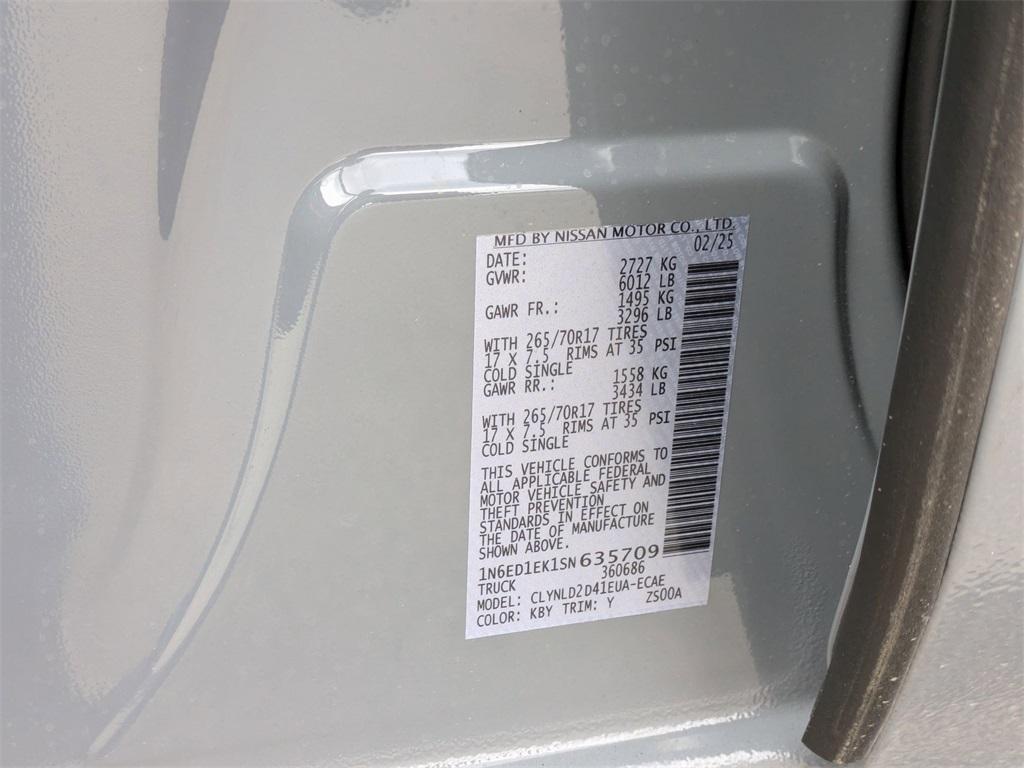 MFD BY NISSAN MOTOR CO., LTD.
DATE: 02/25
GVWR: 2727 KG
6012 LB
GAWR FR.: 1495 KG
3296 LB
WITH 265/70R17 TIRES
17 X 7.5 RIMS AT 35 PSI
COLD SINGLE
GAWR RR.: 1558 KG
3434 LB
WITH 265/70R17 TIRES
17 X 7.5 RIMS AT 35 PSI
COLD SINGLE
THIS VEHICLE CONFORMS TO
ALL APPLICABLE FEDERAL
MOTOR VEHICLE SAFETY AND
THEFT PREVENTION
STANDARDS IN EFFECT ON
THE DATE OF MANUFACTURE
SHOWN ABOVE.
1N6ED1EK1SN635709
TRUCK 360686
MODEL: CLYNLD2D41EUA-ECAE
COLOR: KBY TRIM: Y ZS00A